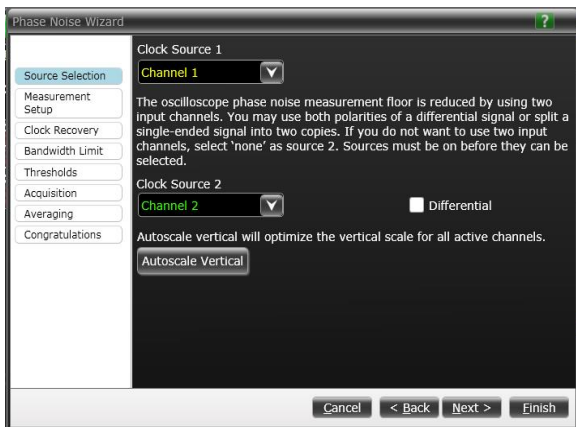 Phase Noise Wizard
?
Source Selection
Measurement
Setup
Clock Recovery
Bandwidth Limit
Thresholds
Acquisition
Averaging
Congratulations
Clock Source 1
Channel 1
The oscilloscope phase noise measurement floor is reduced by using two
input channels. You may use both polarities of a differential signal or split a
single-ended signal into two copies. If you do not want to use two input
channels, select 'none' as source 2. Sources must be on before they can be
selected.
Clock Source 2
Channel 2
Differential
Autoscale vertical will optimize the vertical scale for all active channels.
Autoscale Vertical
Cancel
< Back
Next >
Finish